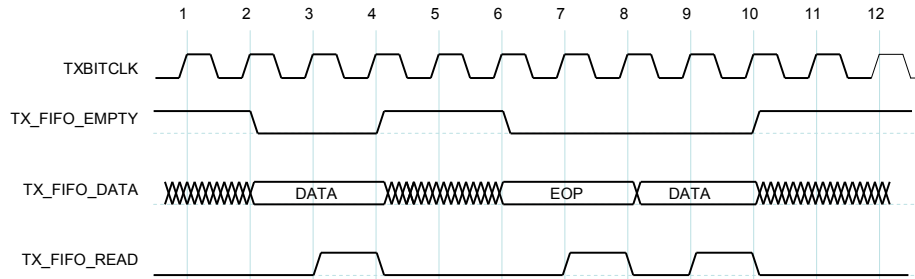 1 2 3 4 5 6 7 8 9 10 11 12
TXBITCLK
TX_FIFO_EMPTY
TX_FIFO_DATA DATA EOP DATA
TX_FIFO_READ